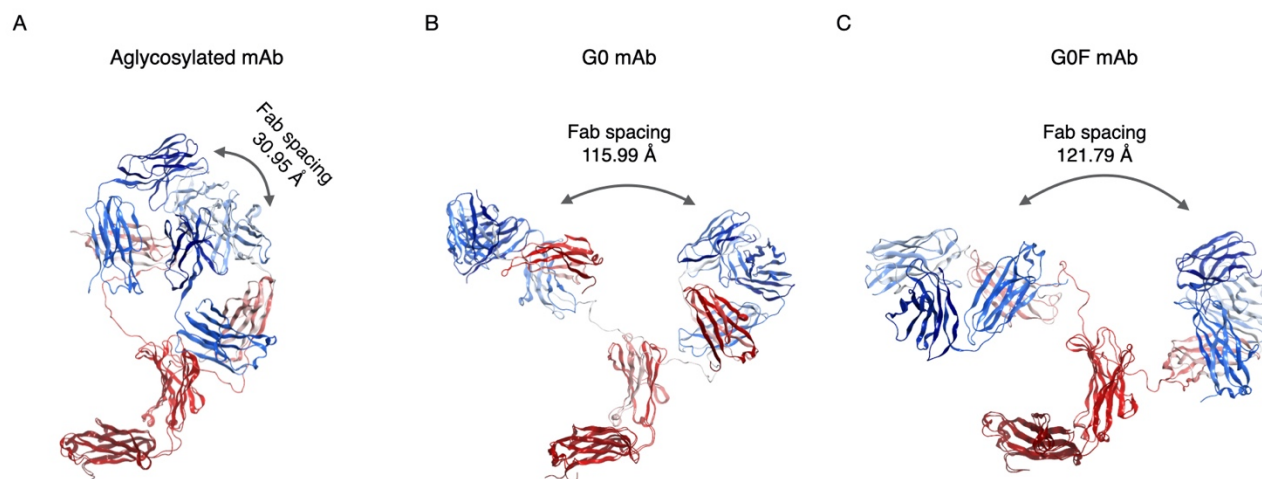 A
Aglycosylated mAb
Fab spacing
30.95 Å
B
G0 mAb
Fab spacing
115.99 Å
C
G0F mAb
Fab spacing
121.79 Å